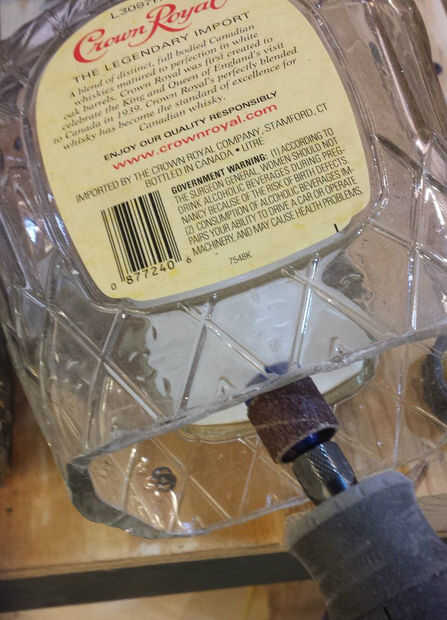 Crown Royal
THE LEGENDARY IMPORT
A blend of distinct, full bodied Canadian
whiskies matured to perfection in white
oak barrels. Crown Royal was first created to
celebrate the King and Queen of England's visit
to Canada in 1939. Crown Royal's perfectly blended
whisky has become the standard of excellence for
Canadian whisky.
ENJOY OUR QUALITY RESPONSIBLY
www.crownroyal.com
IMPORTED BY THE CROWN ROYAL COMPANY, STAMFORD, CT
BOTTLED IN CANADA • LITRE
GOVERNMENT WARNING: (1) ACCORDING TO
THE SURGEON GENERAL, WOMEN SHOULD NOT
DRINK ALCOHOLIC BEVERAGES DURING PREG-
NANCY BECAUSE OF THE RISK OF BIRTH DEFECTS.
(2) CONSUMPTION OF ALCOHOLIC BEVERAGES IM-
PAIRS YOUR ABILITY TO DRIVE A CAR OR OPERATE
MACHINERY, AND MAY CAUSE HEALTH PROBLEMS.
0 877240 6
7548K